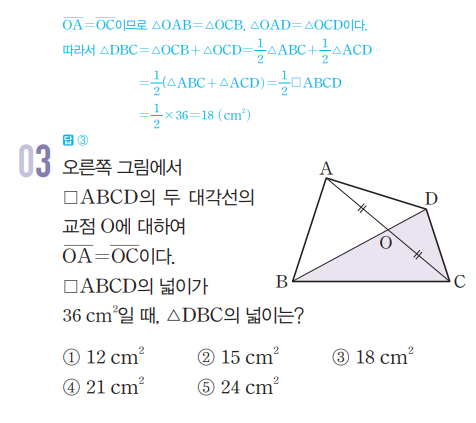 OA=OC이므로 △OAB=△OCB, △OAD=△OCD이다.
따라서 △DBC=△OCB+△OCD=1/2△ABC+1/2△ACD
=1/2(△ABC+△ACD)=1/2□ABCD
=1/2×36=18 (cm²)
답 ③
03 오른쪽 그림에서
□ABCD의 두 대각선의
교점 O에 대하여
OA=OC이다.
□ABCD의 넓이가
36 cm²일 때, △DBC의 넓이는?
A
D
O
B
C
① 12 cm² ② 15 cm² ③ 18 cm²
④ 21 cm² ⑤ 24 cm²